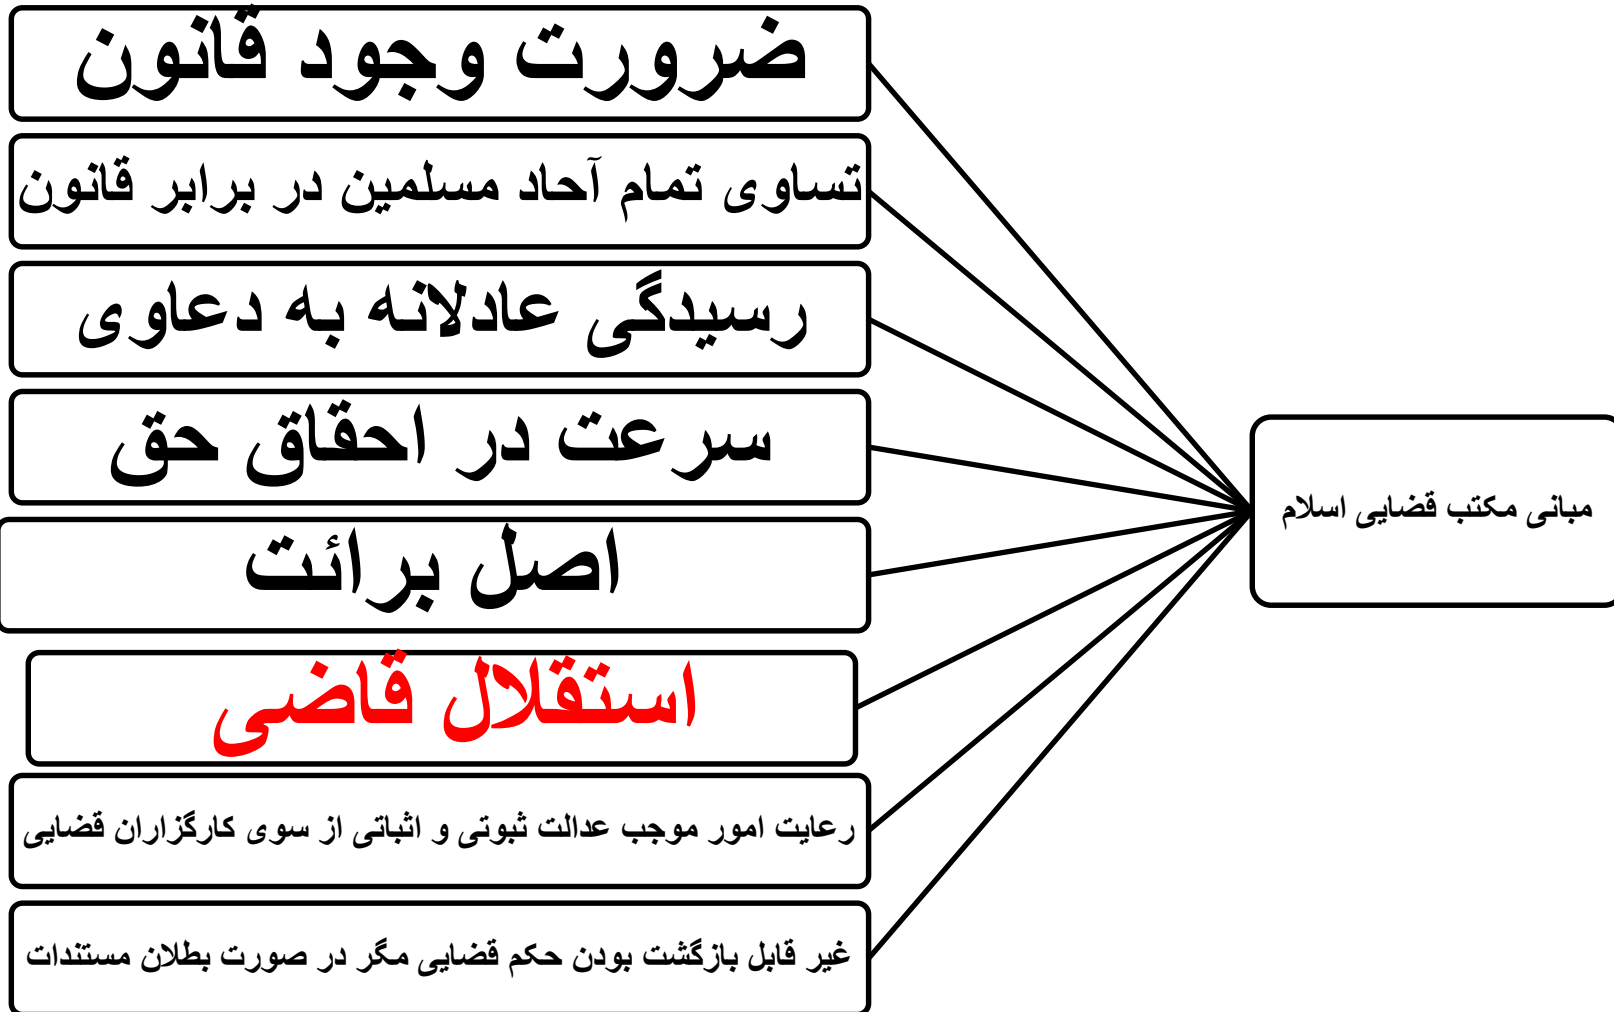 مبانی مکتب قضایی اسلام
ضرورت وجود قانون
تساوی تمام آحاد مسلمین در برابر قانون
رسیدگی عادلانه به دعاوی
سرعت در احقاق حق
اصل برائت
استقلال قاضی
رعایت امور موجب عدالت ثبوتی و اثباتی از سوی کارگزاران قضایی
غیر قابل بازگشت بودن حکم قضایی مگر در صورت بطلان مستندات